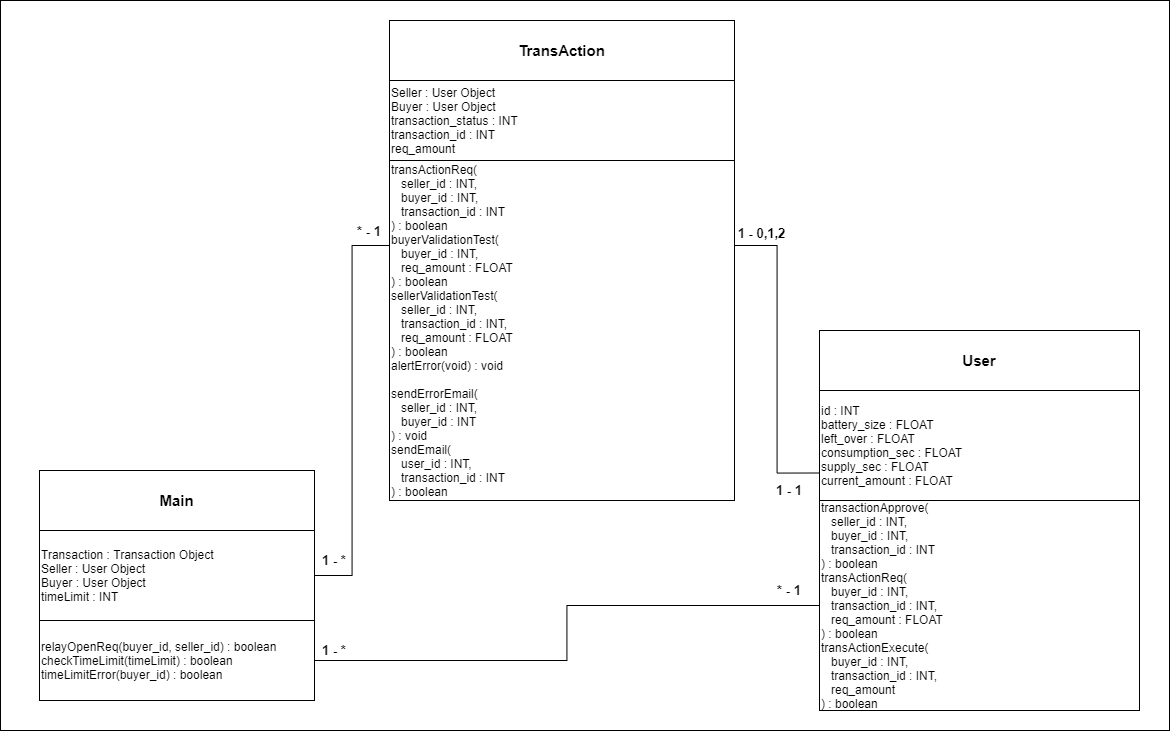 TransAction
Seller : User Object
Buyer : User Object
transaction_status : INT
transaction_id : INT
req_amount
transActionReq(
seller_id : INT,
buyer_id : INT,
transaction_id : INT
) : boolean
buyerValidationTest(
buyer_id : INT,
req_amount : FLOAT
) : boolean
sellerValidationTest(
seller_id : INT,
transaction_id : INT,
req_amount : FLOAT
) : boolean
alertError(void) : void
sendErrorEmail(
seller_id : INT,
buyer_id : INT
) : void
sendEmail(
user_id : INT,
transaction_id : INT
) : boolean
* - 1
1 - 0,1,2
User
id : INT
battery_size : FLOAT
left_over : FLOAT
consumption_sec : FLOAT
supply_sec : FLOAT
current_amount : FLOAT
transactionApprove(
seller_id : INT,
buyer_id : INT,
transaction_id : INT
) : boolean
transActionReq(
buyer_id : INT,
transaction_id : INT,
req_amount : FLOAT
) : boolean
transActionExecute(
buyer_id : INT,
transaction_id : INT,
req_amount
) : boolean
1 - 1
* - 1
Main
Transaction : Transaction Object
Seller : User Object
Buyer : User Object
timeLimit : INT
relayOpenReq(buyer_id, seller_id) : boolean
checkTimeLimit(timeLimit) : boolean
timeLimitError(buyer_id) : boolean
1 - *
1 - *